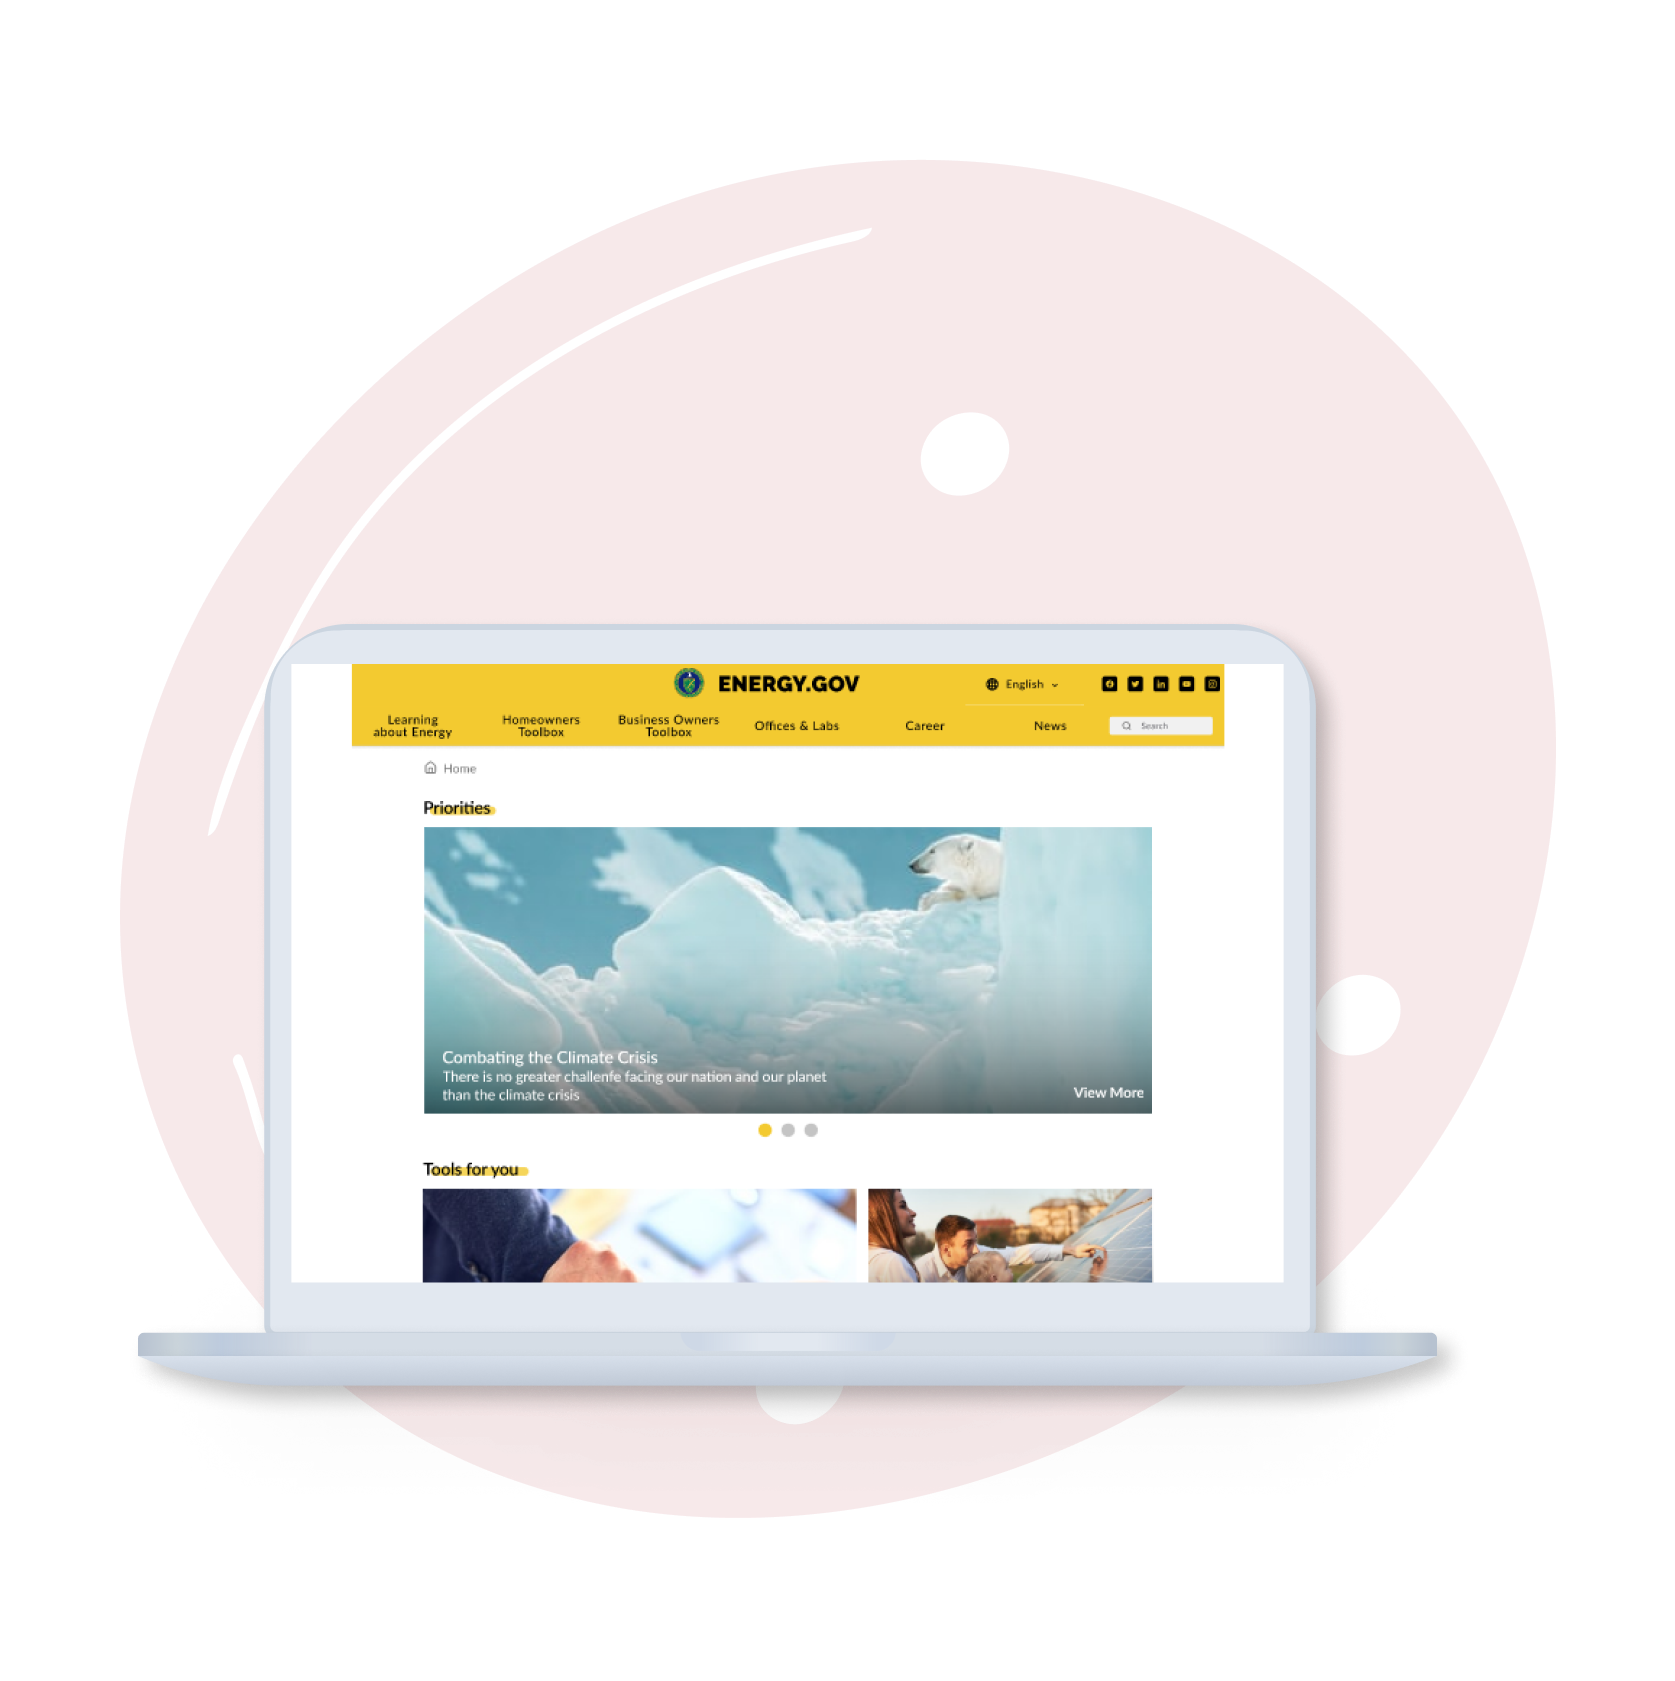 ENERGY.GOV
English
Learning
about Energy
Homeowners
Toolbox
Business Owners
Toolbox
Offices & Labs
Career
News
Search
Home
Priorities
Combating the Climate Crisis
There is no greater challenfe facing our nation and our planet
than the climate crisis
View More
Tools for you